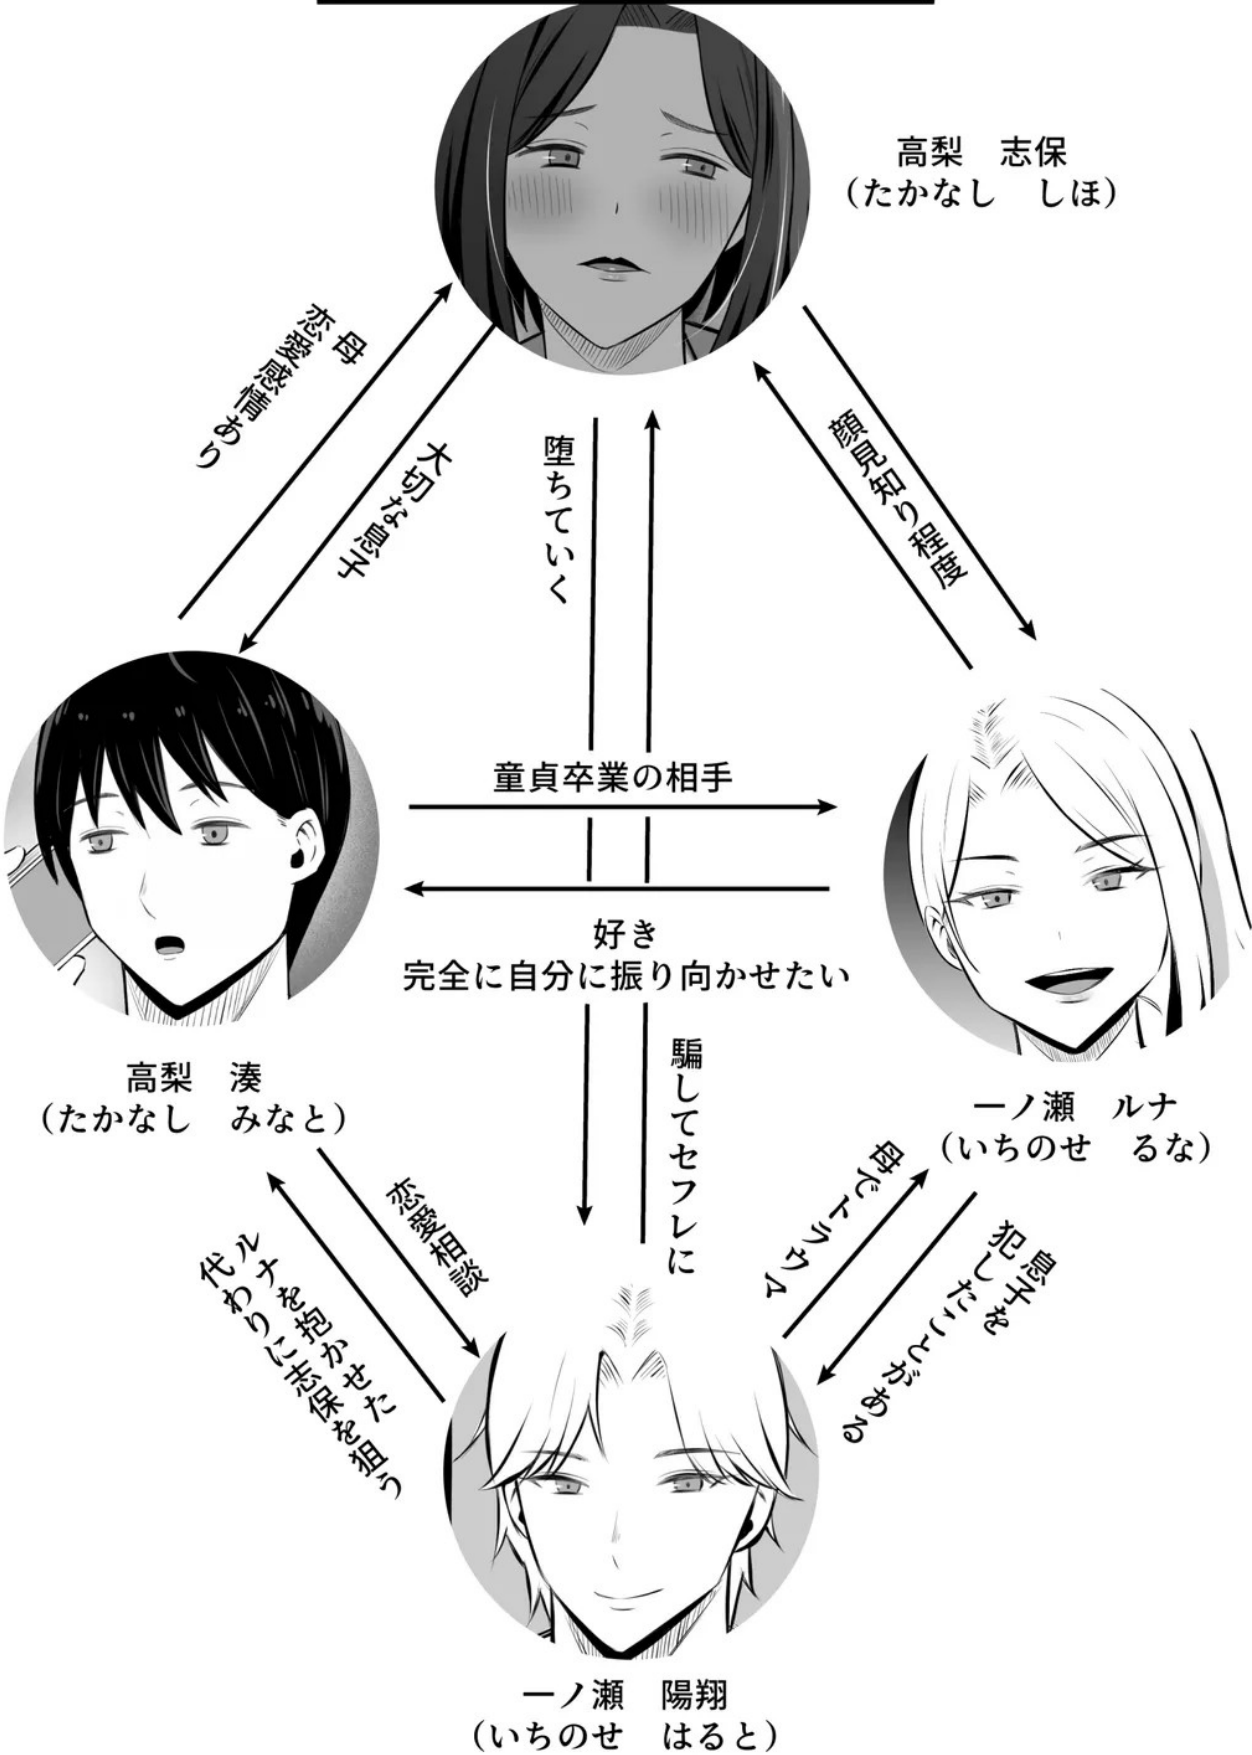 高梨　志保
（たかなし　しほ）
母
恋愛感情あり
大切な息子
堕ちていく
顔見知り程度
童貞卒業の相手
好き
完全に自分に振り向かせたい
高梨　湊
（たかなし　みなと）
一ノ瀬　ルナ
（いちのせ　るな）
騙してセフレに
恋愛相談
ルナを抱かせた
代わりに志保を狙う
母でトラウマ
息子を
犯したことがある
一ノ瀬　陽翔
（いちのせ　はると）